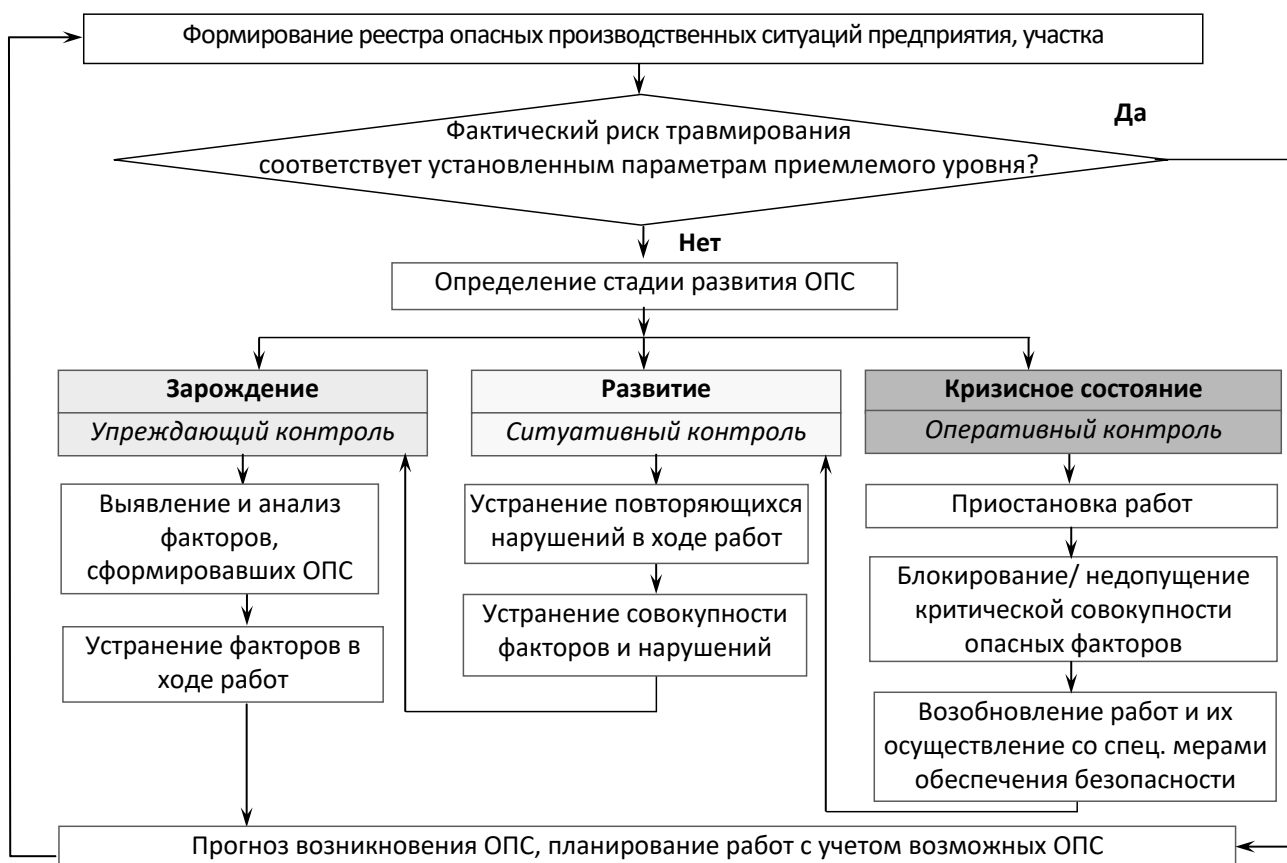 Формирование реестра опасных производственных ситуаций предприятия, участка
Да
Фактический риск травмирования
соответствует установленным параметрам приемлемого уровня?
Нет
Определение стадии развития ОПС
Зарождение
Упреждающий контроль
Выявление и анализ
факторов,
сформировавших ОПС
Устранение факторов в
ходе работ
Развитие
Ситуативный контроль
Устранение повторяющихся
нарушений в ходе работ
Устранение совокупности
факторов и нарушений
Кризисное состояние
Оперативный контроль
Приостановка работ
Блокирование/ недопущение
критической совокупности
опасных факторов
Возобновление работ и их
осуществление со спец. мерами
обеспечения безопасности
Прогноз возникновения ОПС, планирование работ с учетом возможных ОПС